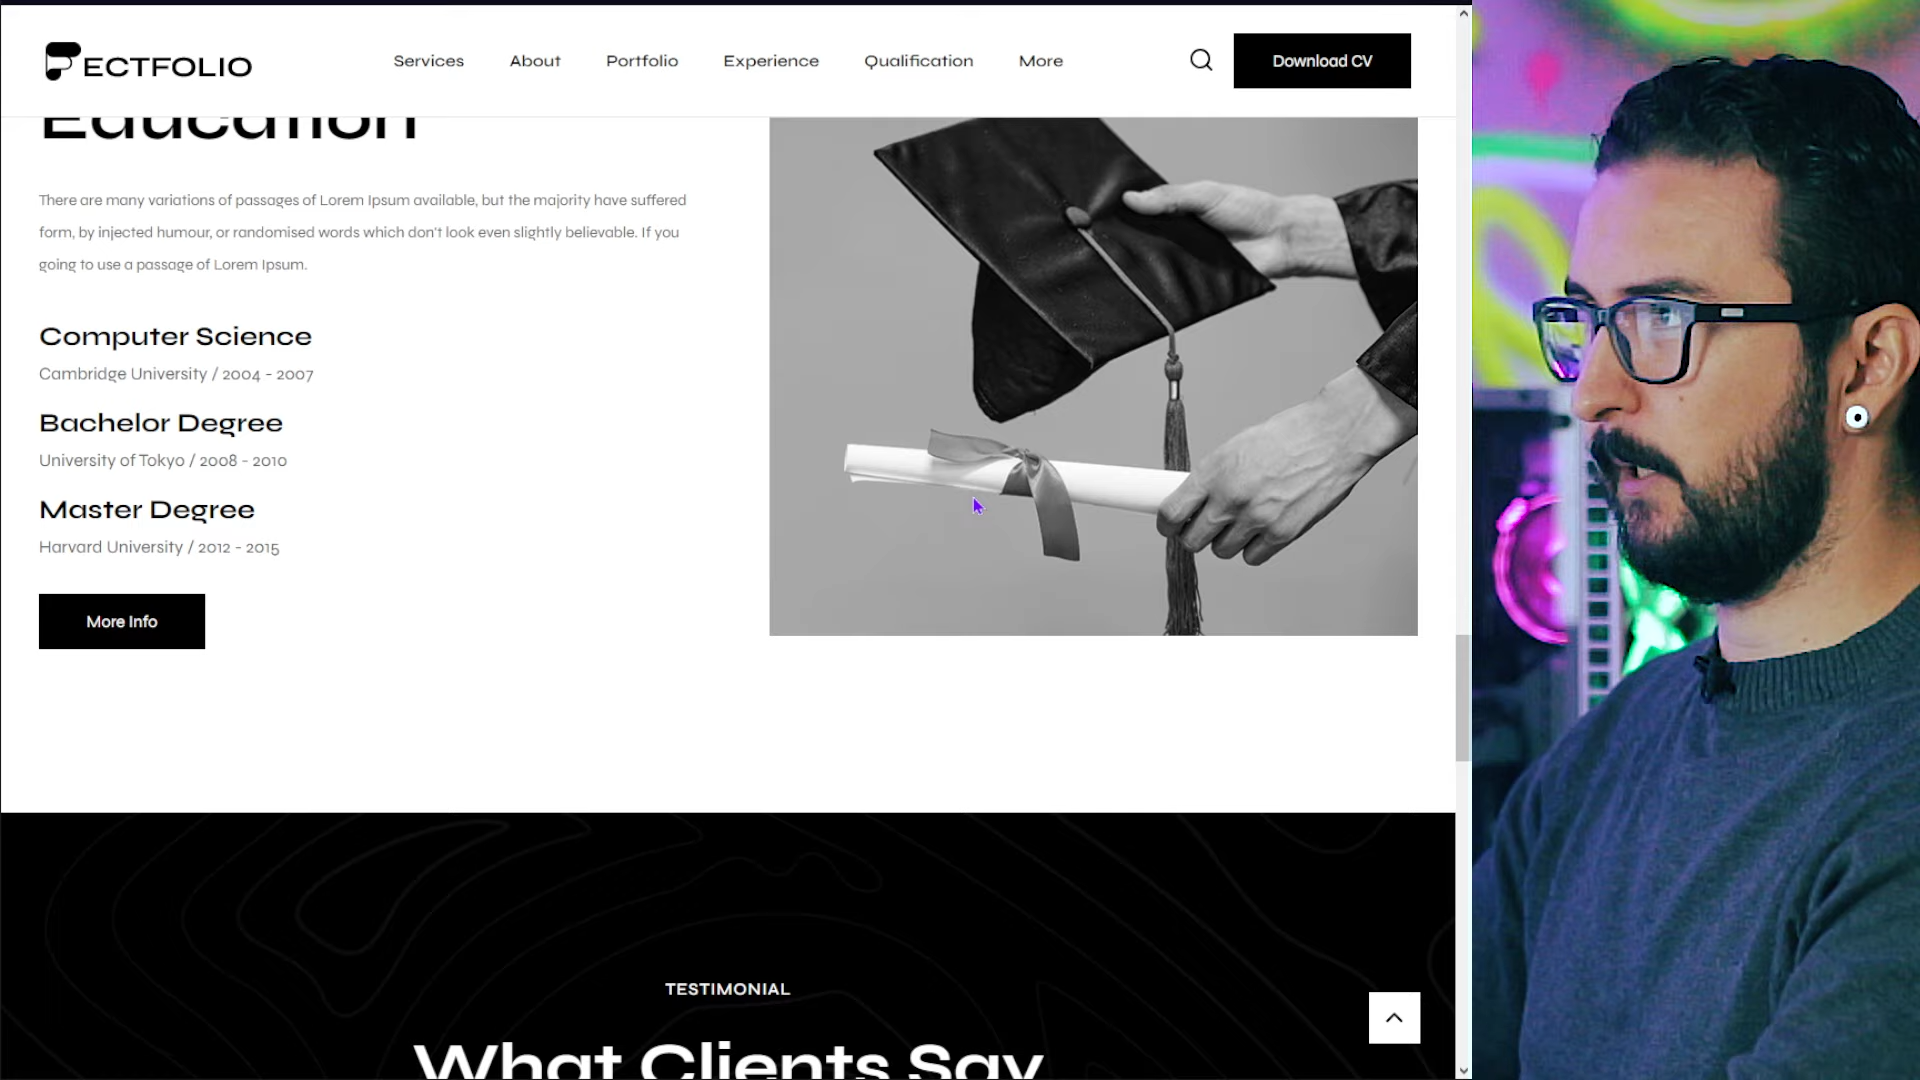 PECTFOLIO
Services
About
Portfolio
Experience
Qualification
More
Download CV
Education
There are many variations of passages of Lorem Ipsum available, but the majority have suffered
form, by injected humour, or randomised words which don't look even slightly believable. If you
going to use a passage of Lorem Ipsum.
Computer Science
Cambridge University / 2004 - 2007
Bachelor Degree
University of Tokyo / 2008 - 2010
Master Degree
Harvard University / 2012 - 2015
More Info
TESTIMONIAL
What Clients Say